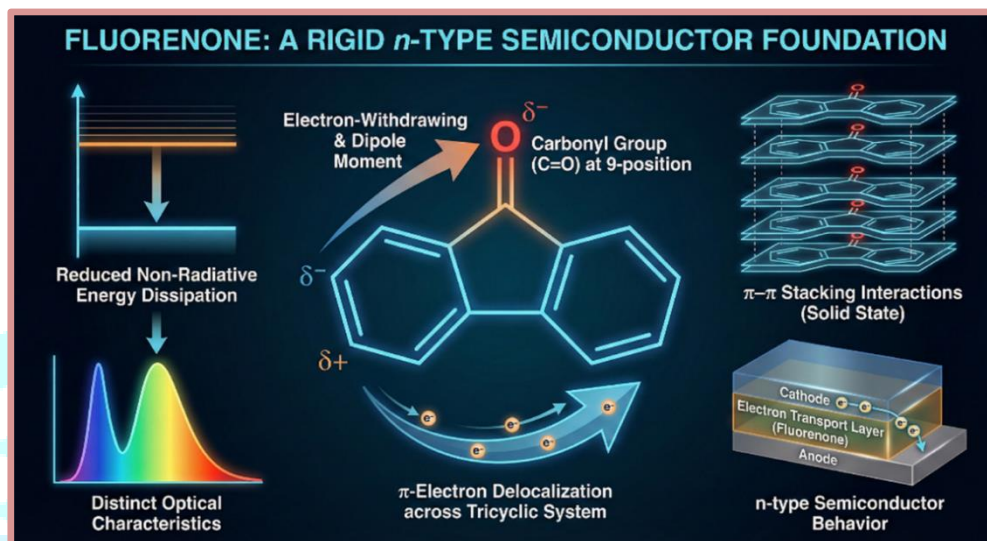 FLUORENONE: A RIGID n-TYPE SEMICONDUCTOR FOUNDATION
Reduced Non-Radiative
Energy Dissipation
Distinct Optical
Characteristics
Electron-Withdrawing
& Dipole
Moment
δ−
O
Carbonyl Group
(C=O) at 9-position
δ−
δ+
e⁻
e⁻
e⁻
e⁻
e⁻
π-Electron Delocalization
across Tricyclic System
O
O
O
O
O
π–π Stacking Interactions
(Solid State)
Cathode e⁻ e⁻
e⁻
e⁻
Electron Transport Layer
(Fluorenone)
Anode
n-type Semiconductor
Behavior